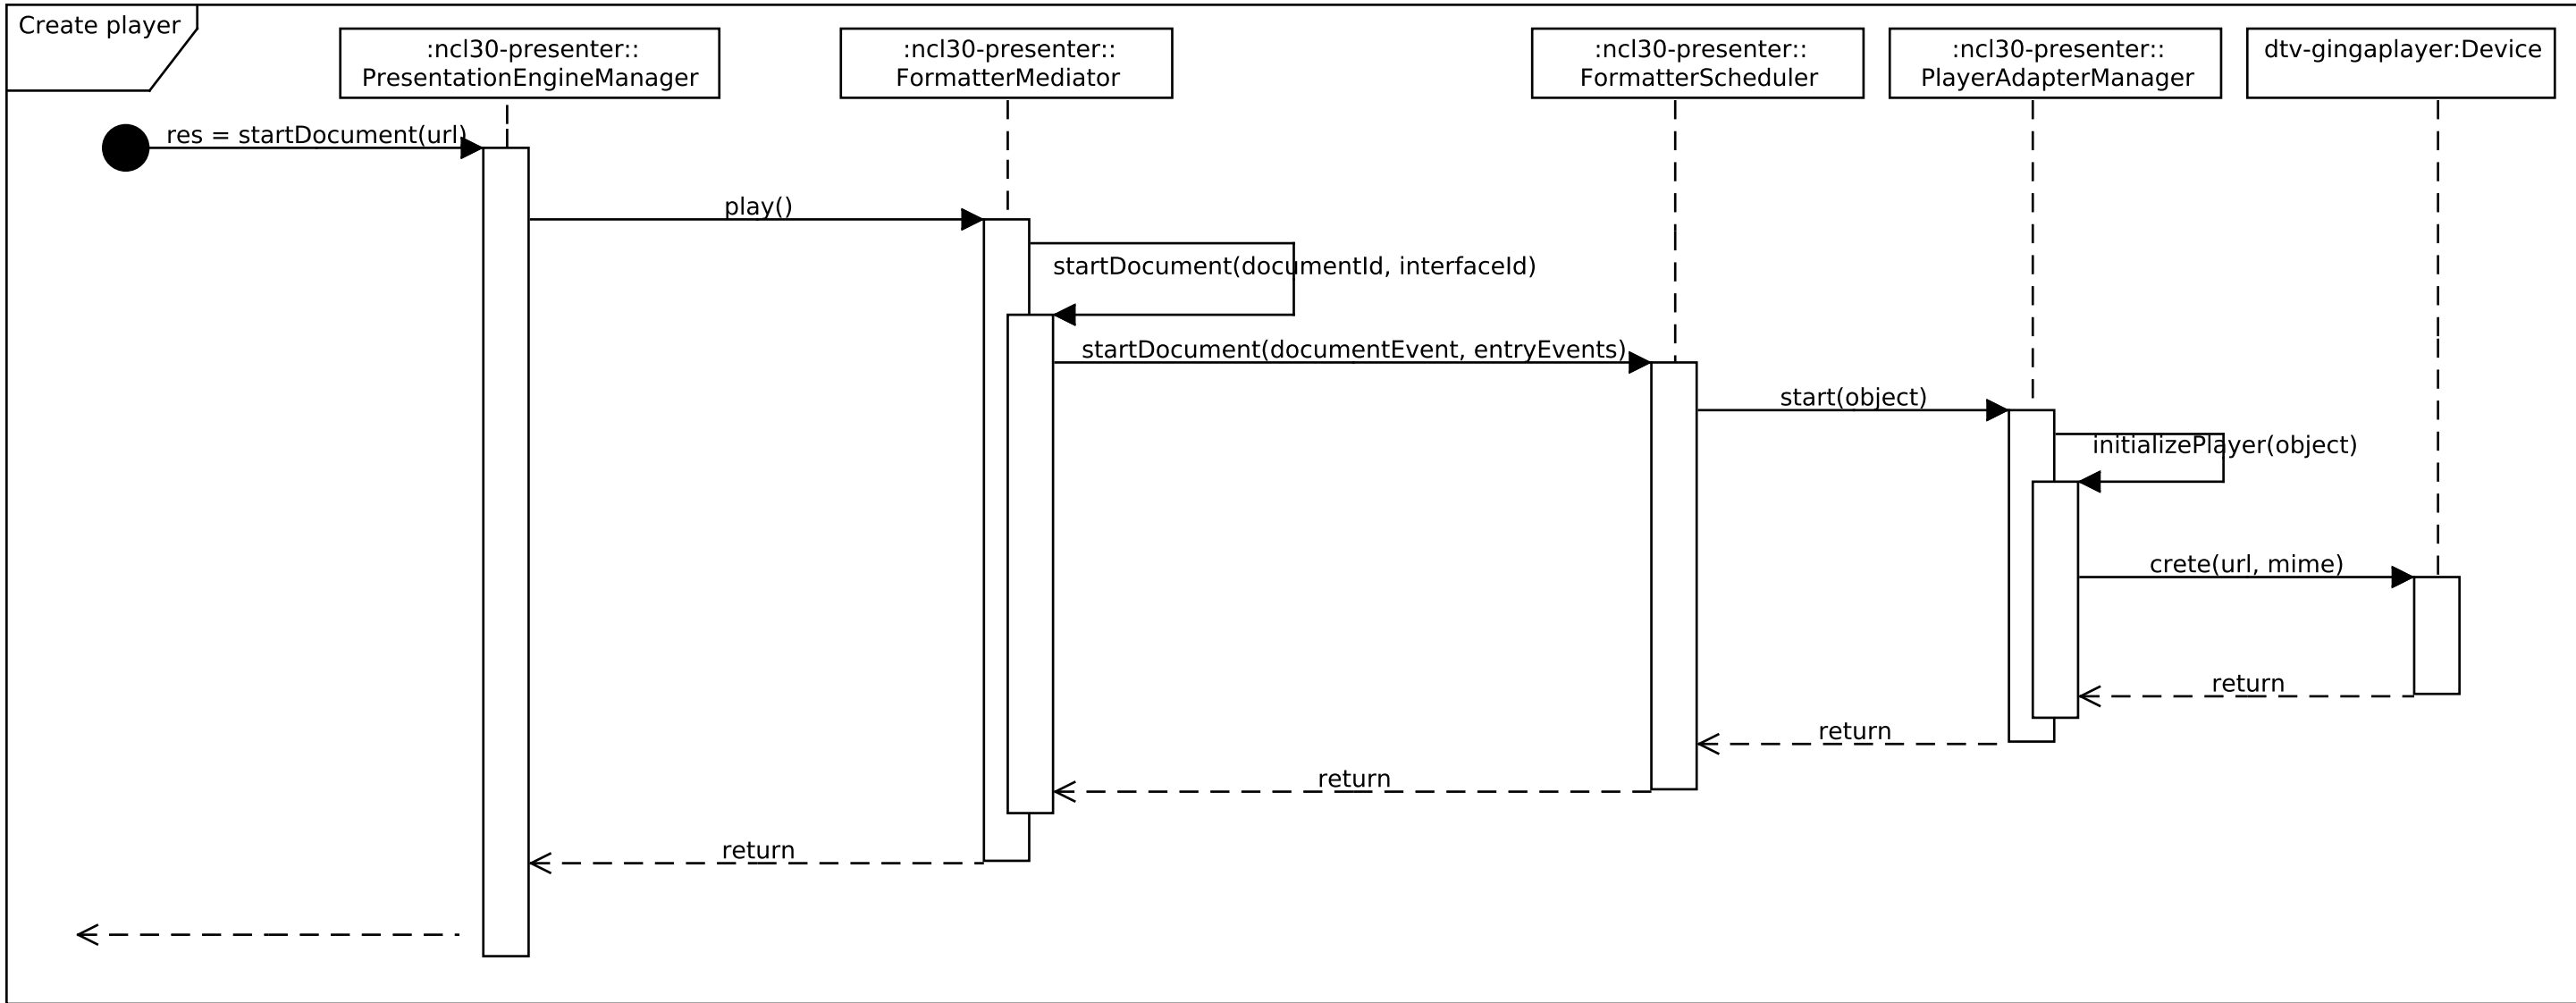 Create player
:ncl30-presenter::
PresentationEngineManager
:ncl30-presenter::
FormatterMediator
:ncl30-presenter::
FormatterScheduler
:ncl30-presenter::
PlayerAdapterManager
dtv-gingaplayer:Device
res = startDocument(url)
play()
startDocument(documentId, interfaceId)
startDocument(documentEvent, entryEvents)
start(object)
initializePlayer(object)
crete(url, mime)
return
return
return
return